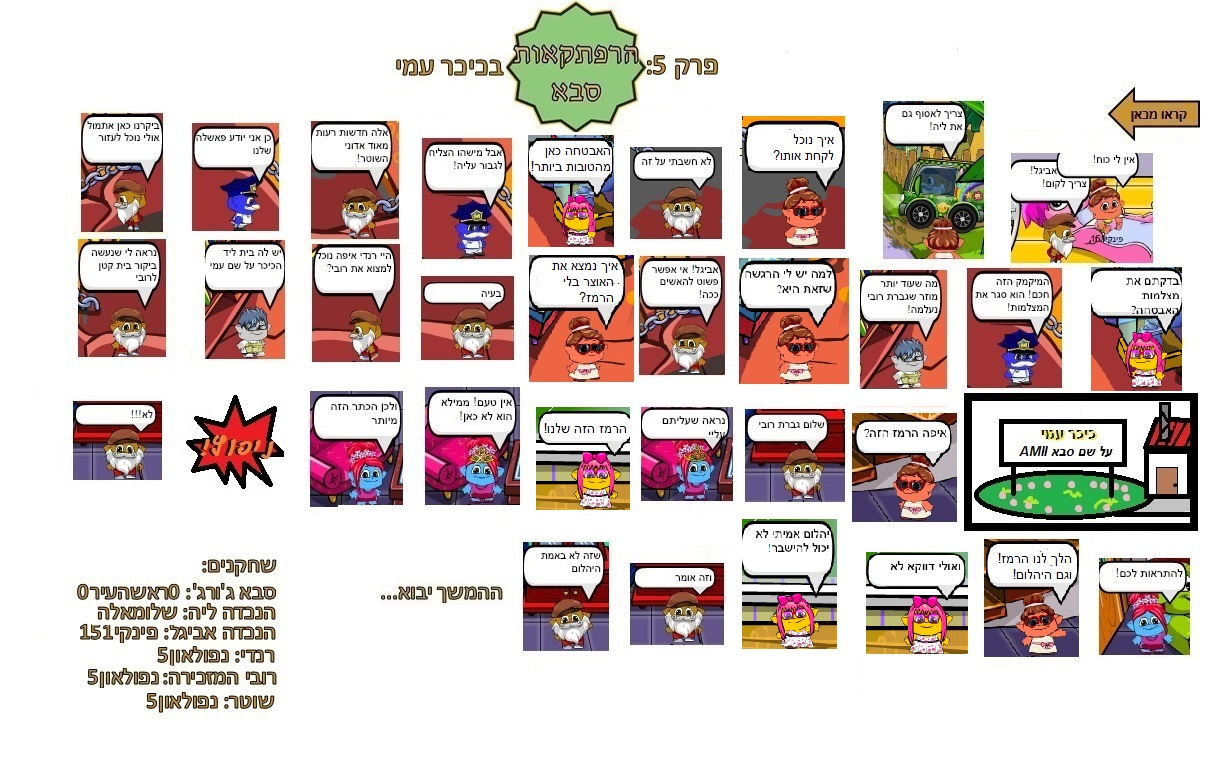 פרק 5:
הרפתקאות
סבא
בכיכר עמי
קראו מכאן
אין לי כוח!
אביגל!
צריך לקום!
פינקי16
צריך לאסוף גם
את ליה!
איך נוכל
לקחת אותו?
לא חשבתי על זה
האבטחה כאן
מהטובות ביותר!
אבל מישהו הצליח
לגבור עליה!
אלה חדשות רעות
מאוד אדוני
השוטר!
כן אני יודע פאשלה
שלנו
ביקרנו כאן אתמול
אולי נוכל לעזור
בדקתם את
מצלמות
האבטחה?
המיקמק הזה
חכם! הוא סגר את
המצלמות!
מה שעוד יותר
מוזר שגברת רובי
נעלמה!
למה יש לי הרגשה
שזאת היא?
אביגל! אי אפשר
פשוט להאשים
ככה!
איך נמצא את
האוצר בלי
הרמז?
בעיה
היי רנדי איפה נוכל
למצוא את רובי?
יש לה בית ליד
הכיכר על שם עמי
נראה לי שנעשה
ביקור בית קטן
לרובי
כיכר עמי
על שם סבא AMII
איפה הרמז הזה?
שלום גברת רובי
נראה שעליתם
עליי
הרמז הזה שלנו!
אין טעם! ממילא
הוא לא כאן!
ולכן הכתר הזה
מיותר
ניפוץ!
לא!!!
להתראות לכם!
הלך לנו הרמז!
וגם היהלום!
ואולי דווקא לא
יהלום אמיתי לא
יכול להישבר!
וזה אומר
שזה לא באמת
היהלום
ההמשך יבוא...
שחקנים:
סבא ג'ורג': 0ראשהעיר0
הנכדה ליה: שלומאלה
הנכדה אביגל: פינקי151
רנדי: נפולאון5
רובי המזכירה: נפולאון5
שוטר: נפולאון5